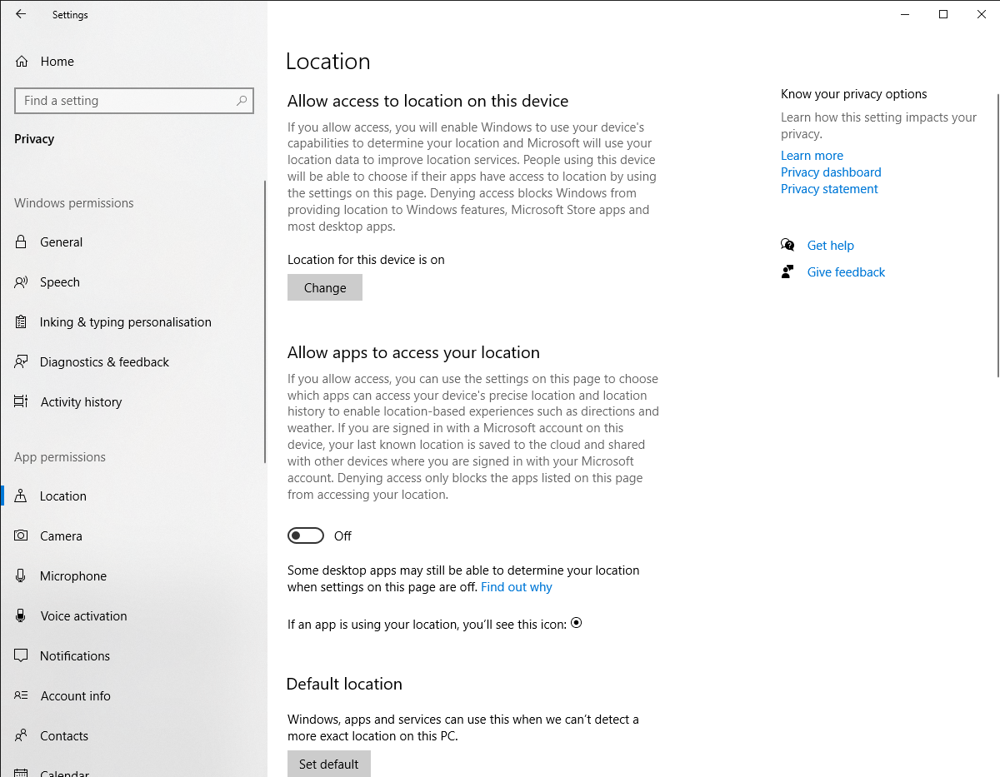 Settings
Home
Find a setting
Privacy
Windows permissions
General
Speech
Inking & typing personalisation
Diagnostics & feedback
Activity history
App permissions
Location
Camera
Microphone
Voice activation
Notifications
Account info
Contacts
Calendar
Location
Allow access to location on this device
If you allow access, you will enable Windows to use your device's
capabilities to determine your location and Microsoft will use your
location data to improve location services. People using this device
will be able to choose if their apps have access to location by using
the settings on this page. Denying access blocks Windows from
providing location to Windows features, Microsoft Store apps and
most desktop apps.
Location for this device is on
Change
Allow apps to access your location
If you allow access, you can use the settings on this page to choose
which apps can access your device's precise location and location
history to enable location-based experiences such as directions and
weather. If you are signed in with a Microsoft account on this
device, your last known location is saved to the cloud and shared
with other devices where you are signed in with your Microsoft
account. Denying access only blocks the apps listed on this page
from accessing your location.
Off
Some desktop apps may still be able to determine your location
when settings on this page are off. Find out why
If an app is using your location, you’ll see this icon:
Default location
Windows, apps and services can use this when we can’t detect a
more exact location on this PC.
Set default
Know your privacy options
Learn how this setting impacts your
privacy.
Learn more
Privacy dashboard
Privacy statement
Get help
Give feedback